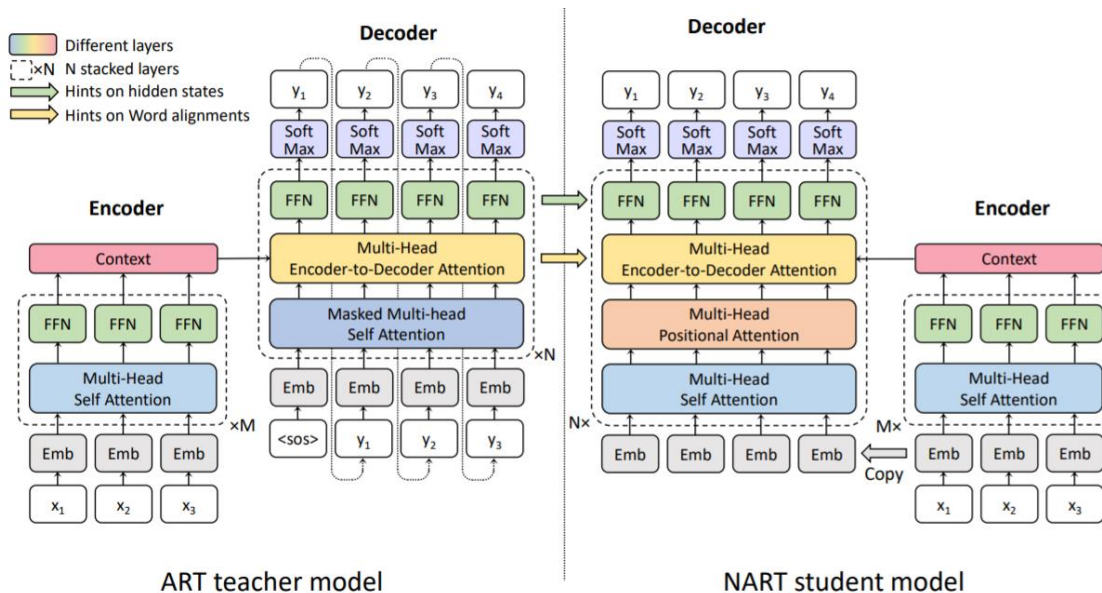 Different layers
×N N stacked layers
Hints on hidden states
Hints on Word alignments
Encoder
Context
FFN FFN FFN
Multi-Head
Self Attention
×M
Emb Emb Emb
x1 x2 x3
Decoder
y1 y2 y3 y4
Soft Max Soft Max Soft Max Soft Max
FFN FFN FFN FFN
Multi-Head
Encoder-to-Decoder Attention
Masked Multi-head
Self Attention
×N
Emb Emb Emb Emb
<sos> y1 y2 y3
ART teacher model
Decoder
y1 y2 y3 y4
Soft Max Soft Max Soft Max Soft Max
FFN FFN FFN FFN
Multi-Head
Encoder-to-Decoder Attention
Multi-Head
Positional Attention
Multi-Head
Self Attention
N×
Emb Emb Emb Emb
Copy
Encoder
Context
FFN FFN FFN
Multi-Head
Self Attention
M×
Emb Emb Emb
x1 x2 x3
NART student model